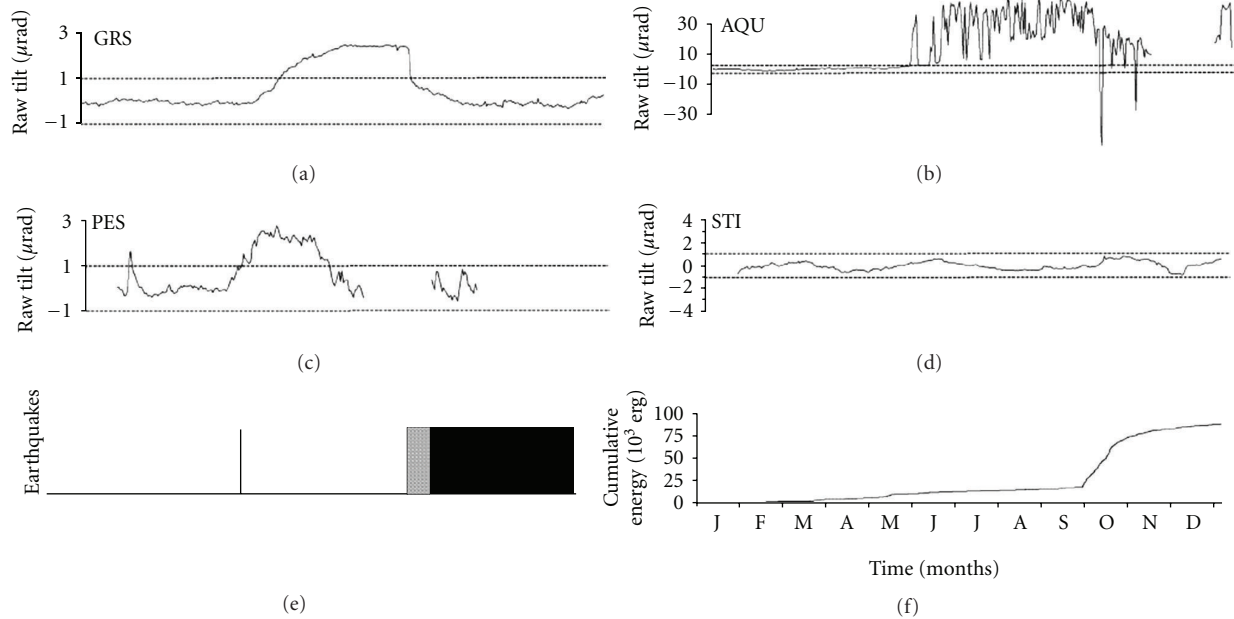 Raw tilt (μrad)
3
1
−1
GRS
(a)
Raw tilt (μrad)
30
10
−10
−30
AQU
(b)
Raw tilt (μrad)
3
1
−1
PES
(c)
Raw tilt (μrad)
4
2
0
−2
−4
STI
(d)
Earthquakes
(e)
Cumulative
energy (10³ erg)
100
75
50
25
0
J F M A M J J A S O N D
Time (months)
(f)